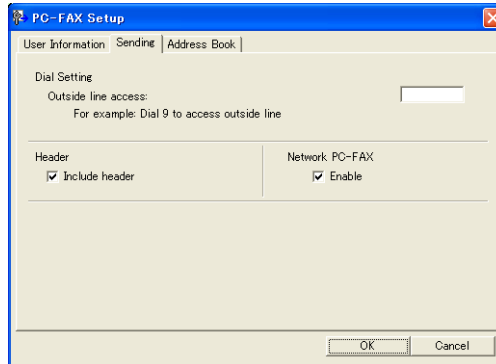 PC-FAX Setup
User Information Sending Address Book
Dial Setting
Outside line access:
For example: Dial 9 to access outside line
Header Network PC-FAX
Include header Enable
OK Cancel